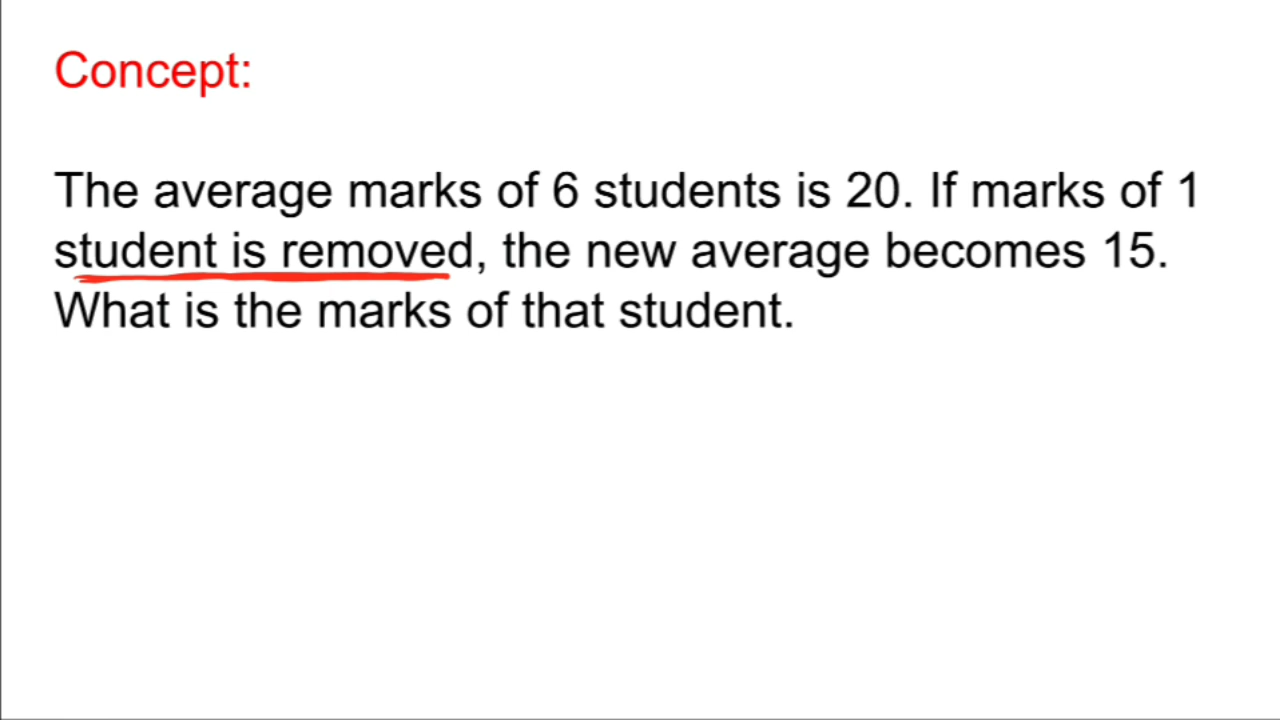 Concept:
The average marks of 6 students is 20. If marks of 1
student is removed, the new average becomes 15.
What is the marks of that student.